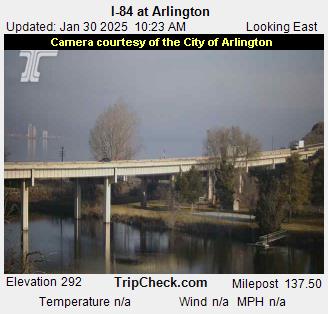 I-84 at Arlington
Updated: Jan 30 2025 10:23 AM Looking East
Camera courtesy of the City of Arlington
Elevation 292 TripCheck.com Milepost 137.50
Temperature n/a Wind n/a MPH n/a